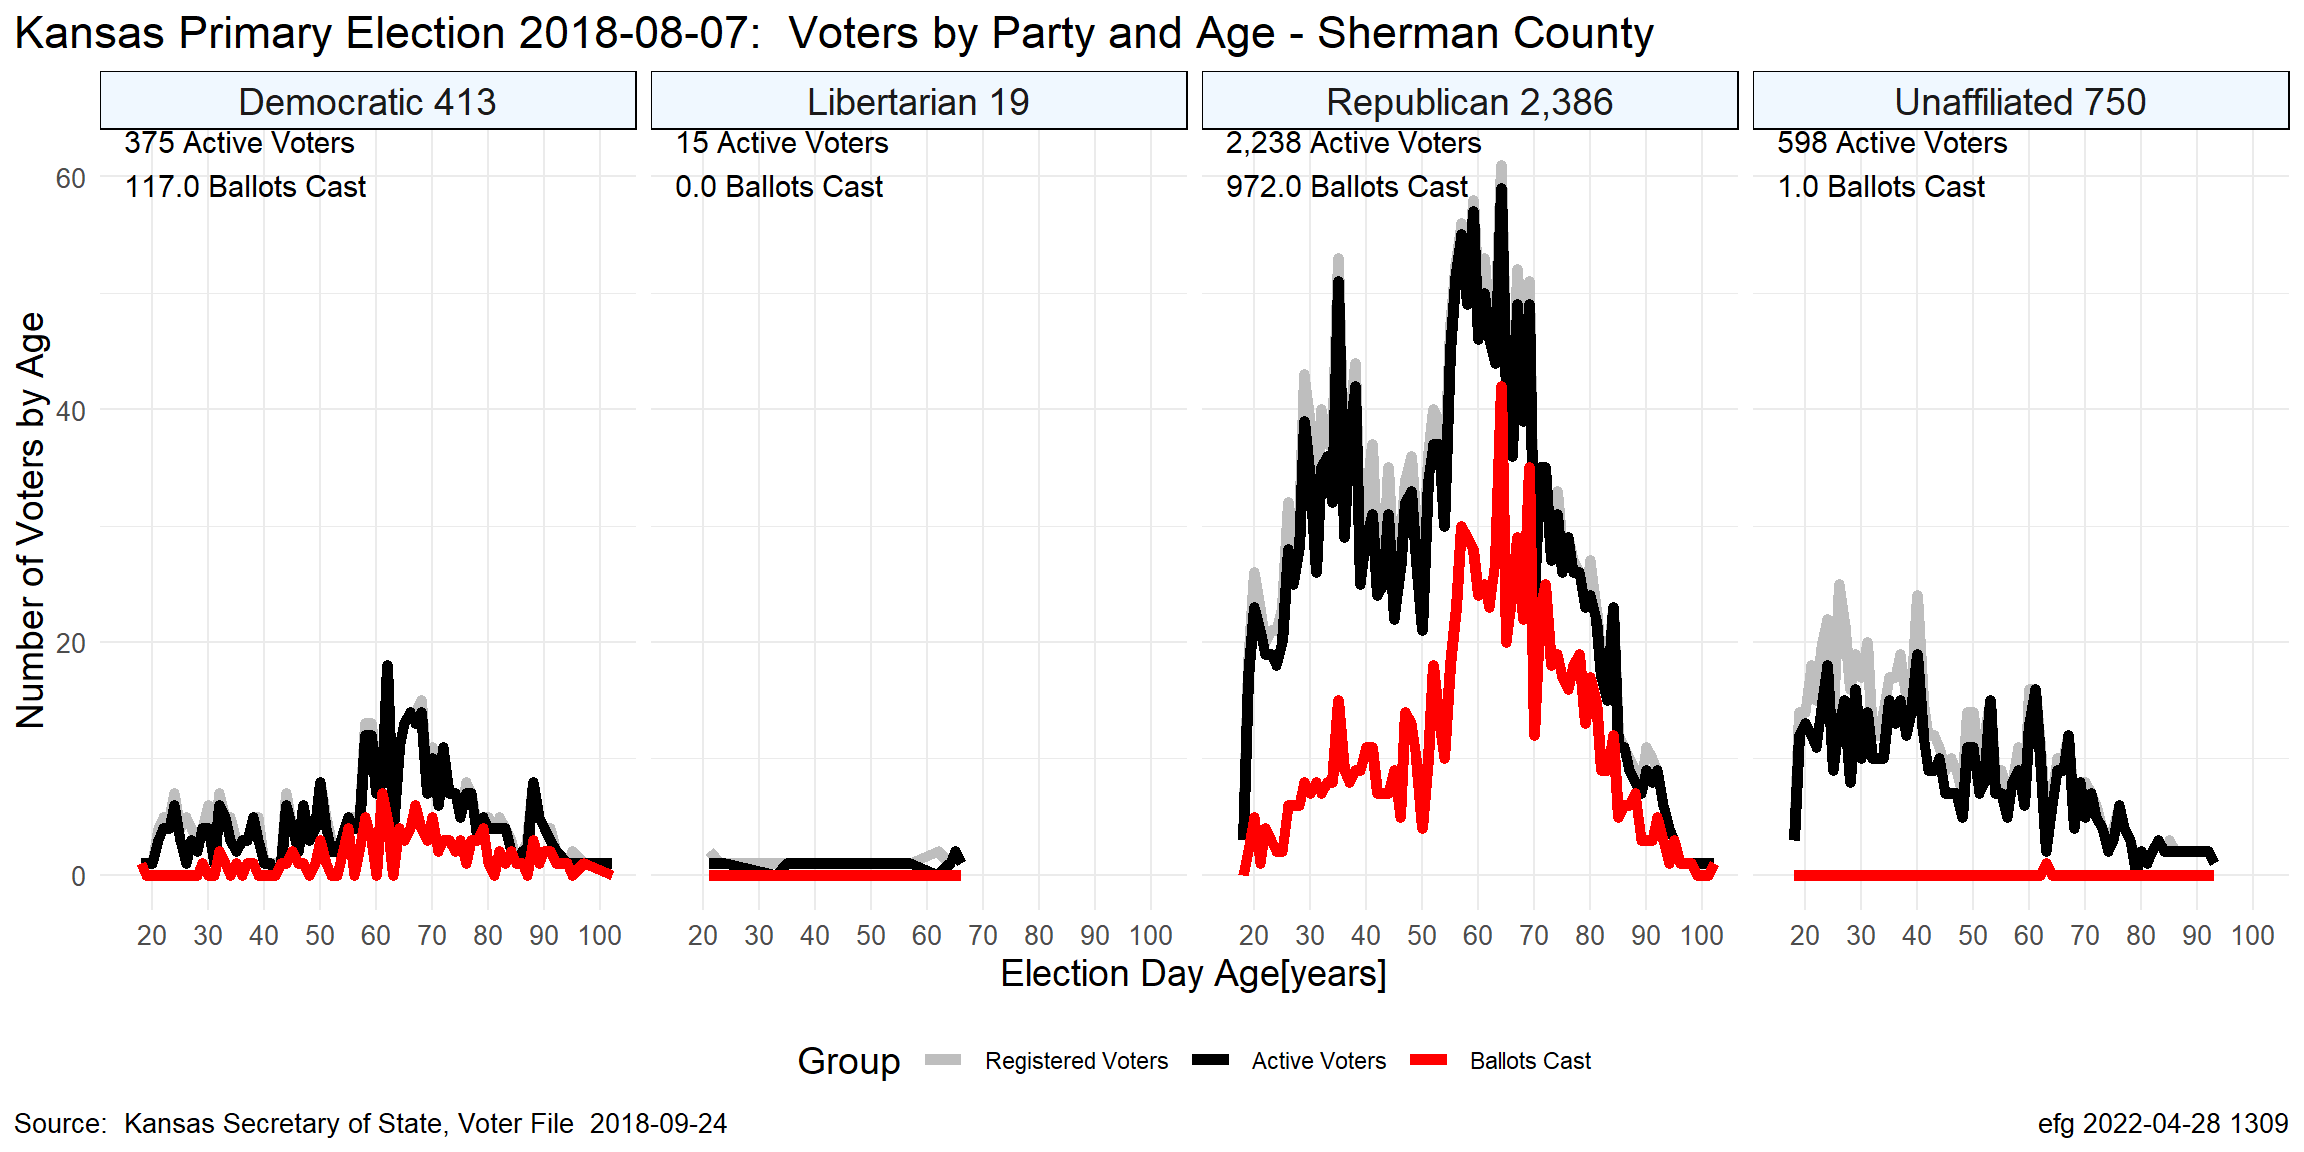 Kansas Primary Election 2018-08-07:  Voters by Party and Age - Sherman County
Democratic 413
Libertarian 19
Republican 2,386
Unaffiliated 750
375 Active Voters
117.0 Ballots Cast
15 Active Voters
0.0 Ballots Cast
2,238 Active Voters
972.0 Ballots Cast
598 Active Voters
1.0 Ballots Cast
Number of Voters by Age
60
40
20
0
20 30 40 50 60 70 80 90 100
20 30 40 50 60 70 80 90 100
20 30 40 50 60 70 80 90 100
20 30 40 50 60 70 80 90 100
Election Day Age[years]
Group Registered Voters Active Voters Ballots Cast
Source:  Kansas Secretary of State, Voter File  2018-09-24
efg 2022-04-28 1309